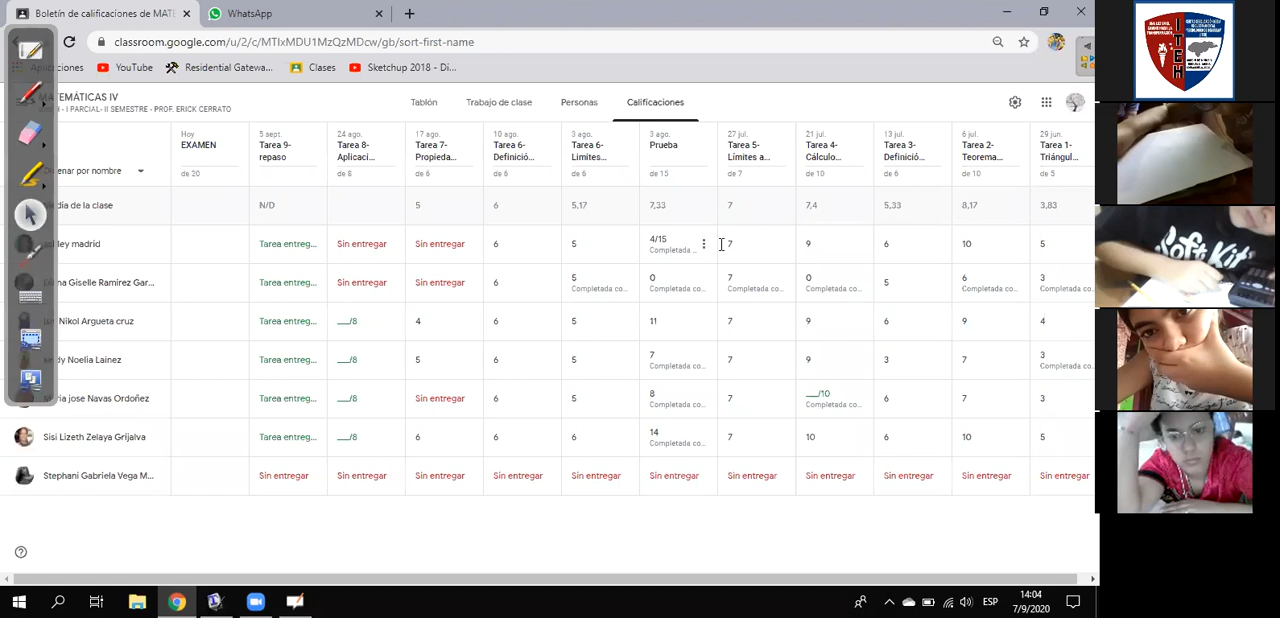 Boletín de calificaciones de MATE
WhatsApp
classroom.google.com/u/2/c/MTIxMDU1MzQzMDcw/gb/sort-first-name
YouTube
Residential Gatewa...
Clases
Sketchup 2018 - Di...
MATEMÁTICAS IV
- I PARCIAL- II SEMESTRE - PROF. ERICK CERRATO
Tablón
Trabajo de clase
Personas
Calificaciones
Hoy
EXAMEN
de 20
5 sept.
Tarea 9-
repaso
24 ago.
Tarea 8-
Aplicaci...
de 8
17 ago.
Tarea 7-
Propieda...
de 6
10 ago.
Tarea 6-
Definició...
de 6
3 ago.
Tarea 6-
Limites...
de 6
3 ago.
Prueba
de 15
27 jul.
Tarea 5-
Límites a...
de 7
21 jul.
Tarea 4-
Cálculo...
de 10
13 jul.
Tarea 3-
Definició...
de 6
6 jul.
Tarea 2-
Teorema...
de 10
29 jun.
Tarea 1-
Triángul...
de 5
por nombre
de la clase N/D 5 6 5,17 7,33 7 7,4 5,33 8,17 3,83
madrid Tarea entreg... Sin entregar Sin entregar 6 5 4/15 7 9 6 10 5
Completada ...
Giselle Ramirez Gar... Tarea entreg... Sin entregar Sin entregar 6 5 0 7 0 5 6 3
Completada co... Completada co... Completada co... Completada co... Completada co... Completada co...
Nikol Argueta cruz Tarea entreg... __/8 4 6 5 11 7 9 6 9 4
Noelia Lainez Tarea entreg... __/8 5 6 5 7 7 9 3 7 3
Completada co... Completada co...
jose Navas Ordoñez Tarea entreg... __/8 Sin entregar 6 5 8 7 __/10 6 7 3
Completada co... Completada co...
Sisi Lizeth Zelaya Grijalva Tarea entreg... __/8 6 6 6 14 7 10 6 10 5
Completada co...
Stephani Gabriela Vega M... Sin entregar Sin entregar Sin entregar Sin entregar Sin entregar Sin entregar Sin entregar Sin entregar Sin entregar Sin entregar Sin entregar
ITEH
Soft Kit
ESP
14:04
7/9/2020